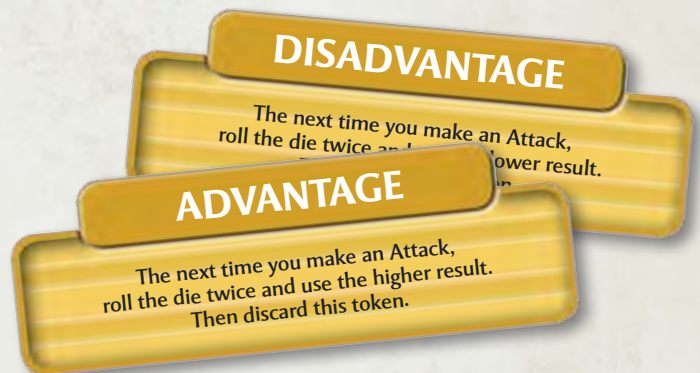 DISADVANTAGE
The next time you make an Attack,
roll the die twice and lower result.
ADVANTAGE
The next time you make an Attack,
roll the die twice and use the higher result.
Then discard this token.